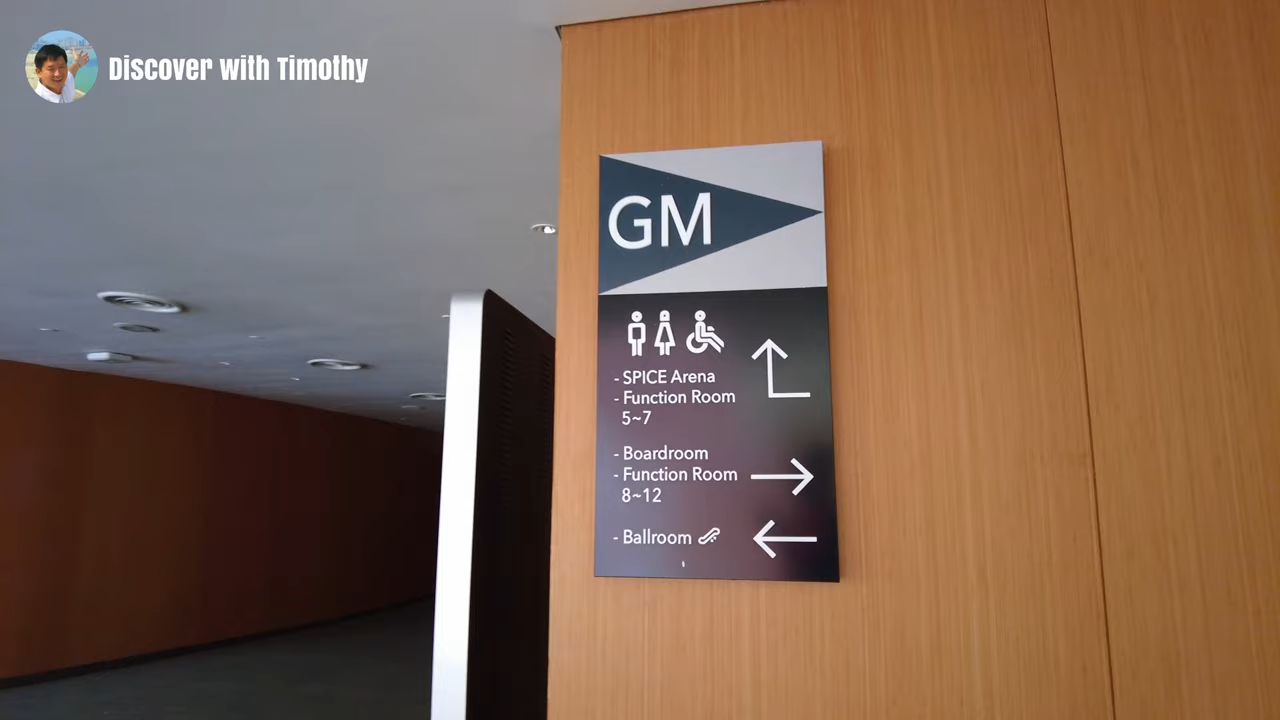 Discover with Timothy
GM
- SPICE Arena
- Function Room
5~7
- Boardroom
- Function Room
8~12
- Ballroom